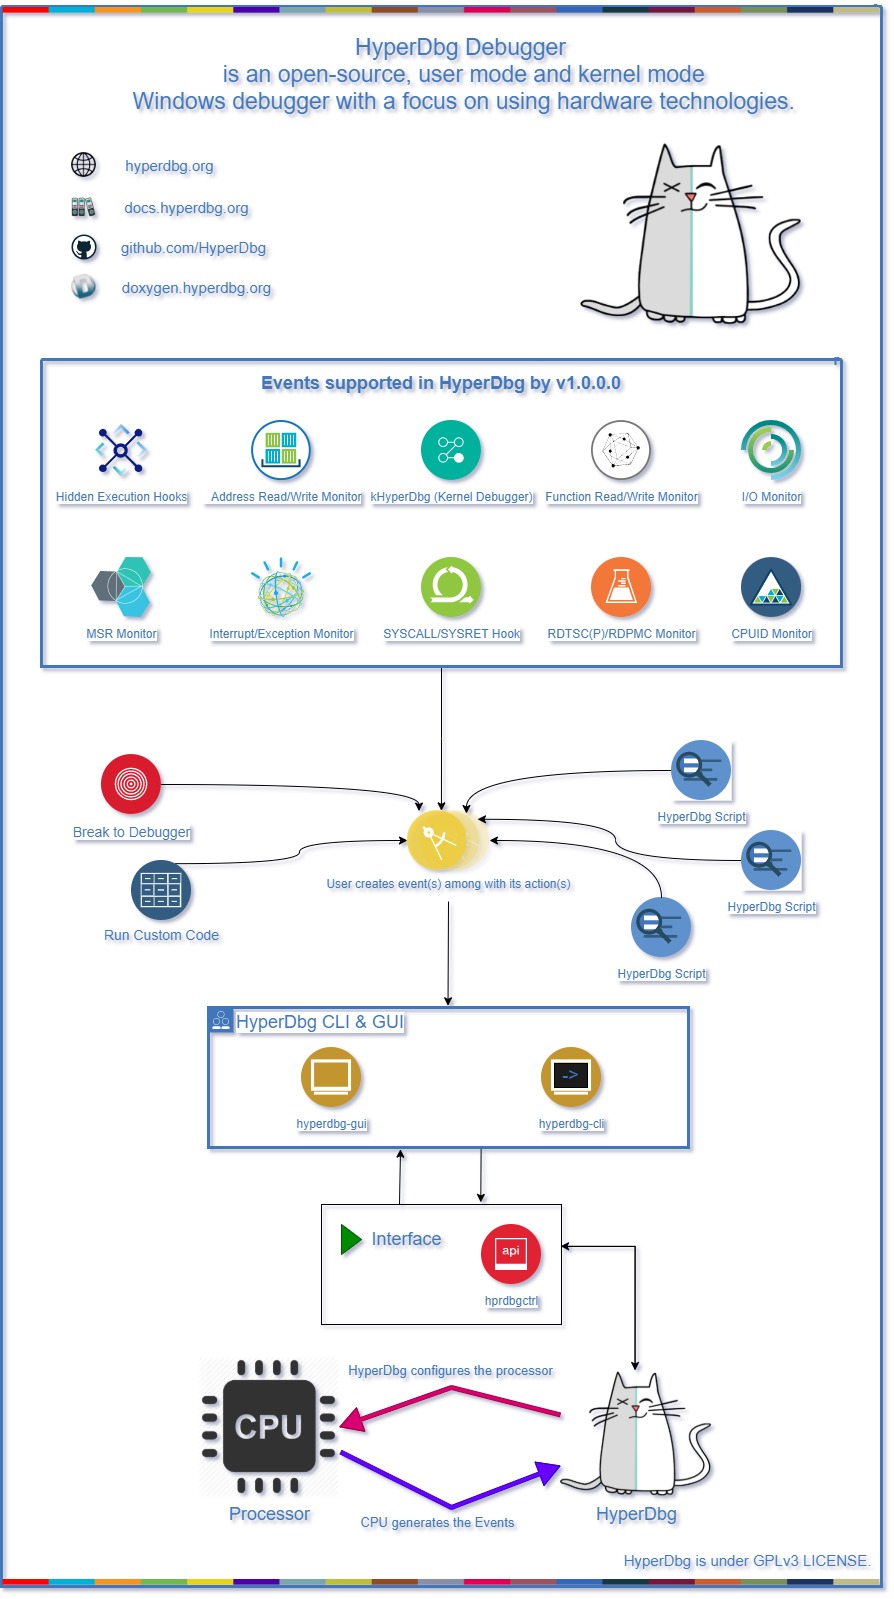 HyperDbg Debugger
is an open-source, user mode and kernel mode
Windows debugger with a focus on using hardware technologies.
hyperdbg.org
docs.hyperdbg.org
github.com/HyperDbg
doxygen.hyperdbg.org
Events supported in HyperDbg by v1.0.0.0
Hidden Execution Hooks
Address Read/Write Monitor
kHyperDbg (Kernel Debugger)
Function Read/Write Monitor
I/O Monitor
MSR Monitor
Interrupt/Exception Monitor
SYSCALL/SYSRET Hook
RDTSC(P)/RDPMC Monitor
CPUID Monitor
Break to Debugger
HyperDbg Script
User creates event(s) among with its action(s)
HyperDbg Script
Run Custom Code
HyperDbg Script
HyperDbg CLI & GUI
->
hyperdbg-gui
hyperdbg-cli
Interface
api
hprdbgctrl
HyperDbg configures the processor
CPU
Processor
CPU generates the Events
HyperDbg
HyperDbg is under GPLv3 LICENSE.